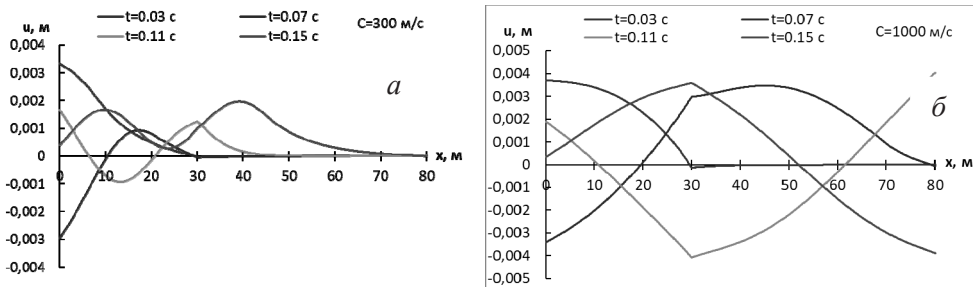 u, м
t=0.03 с
t=0.07 с
C=300 м/с
t=0.11 с
t=0.15 с
0,004
0,003
0,002
0,001
0
-0,001
-0,002
-0,003
-0,004
0 10 20 30 40 50 60 70 80
x, м
а
u, м
t=0.03 с
t=0.07 с
C=1000 м/с
t=0.11 с
t=0.15 с
0,005
0,004
0,003
0,002
0,001
0
-0,001
-0,002
-0,003
-0,004
-0,005
0 10 20 30 40 50 60 70 80
x, м
б